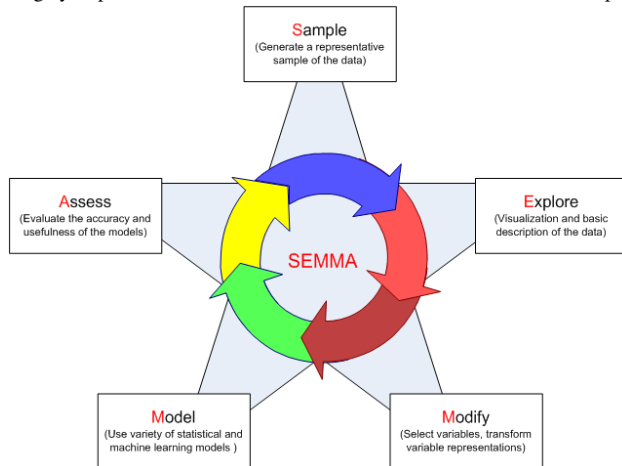 Sample
(Generate a representative
sample of the data)
Assess
(Evaluate the accuracy and
usefulness of the models)
Explore
(Visualization and basic
description of the data)
SEMMA
Model
(Use variety of statistical and
machine learning models )
Modify
(Select variables, transform
variable representations)